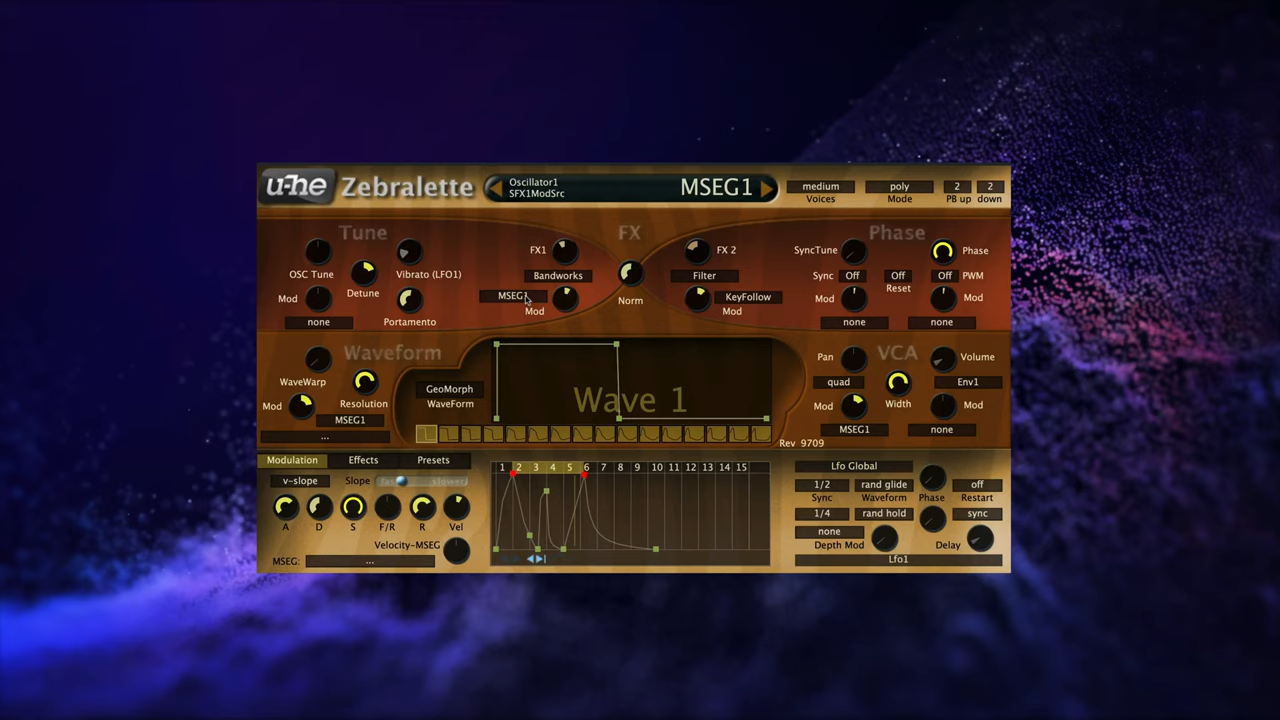 u-he Zebralette
Oscillator1
SFX1ModSrc
MSEG1
medium
Voices
poly
Mode
2 2
PB up down
Tune
FX
Phase
OSC Tune
Detune
Vibrato (LFO1)
Mod
none
Portamento
FX1
Bandworks
MSEG1
Mod
Norm
FX 2
Filter
KeyFollow
Mod
SyncTune
Phase
Sync Off Off Off PWM
Reset
Mod Mod
none none
Waveform
WaveWarp
Resolution
Mod
MSEG1
...
GeoMorph
WaveForm
Wave 1
VCA
Pan
Volume
quad
Env1
Width
Mod Mod
MSEG1
none
Rev 9709
Modulation Effects Presets
v-slope Slope fast slower
A D S F/R R Vel
Velocity-MSEG
MSEG: ...
1 2 3 4 5 6 7 8 9 10 11 12 13 14 15
Lfo Global
1/2 rand glide off
Sync Waveform Phase Restart
1/4 rand hold sync
none
Depth Mod Delay
Lfo1